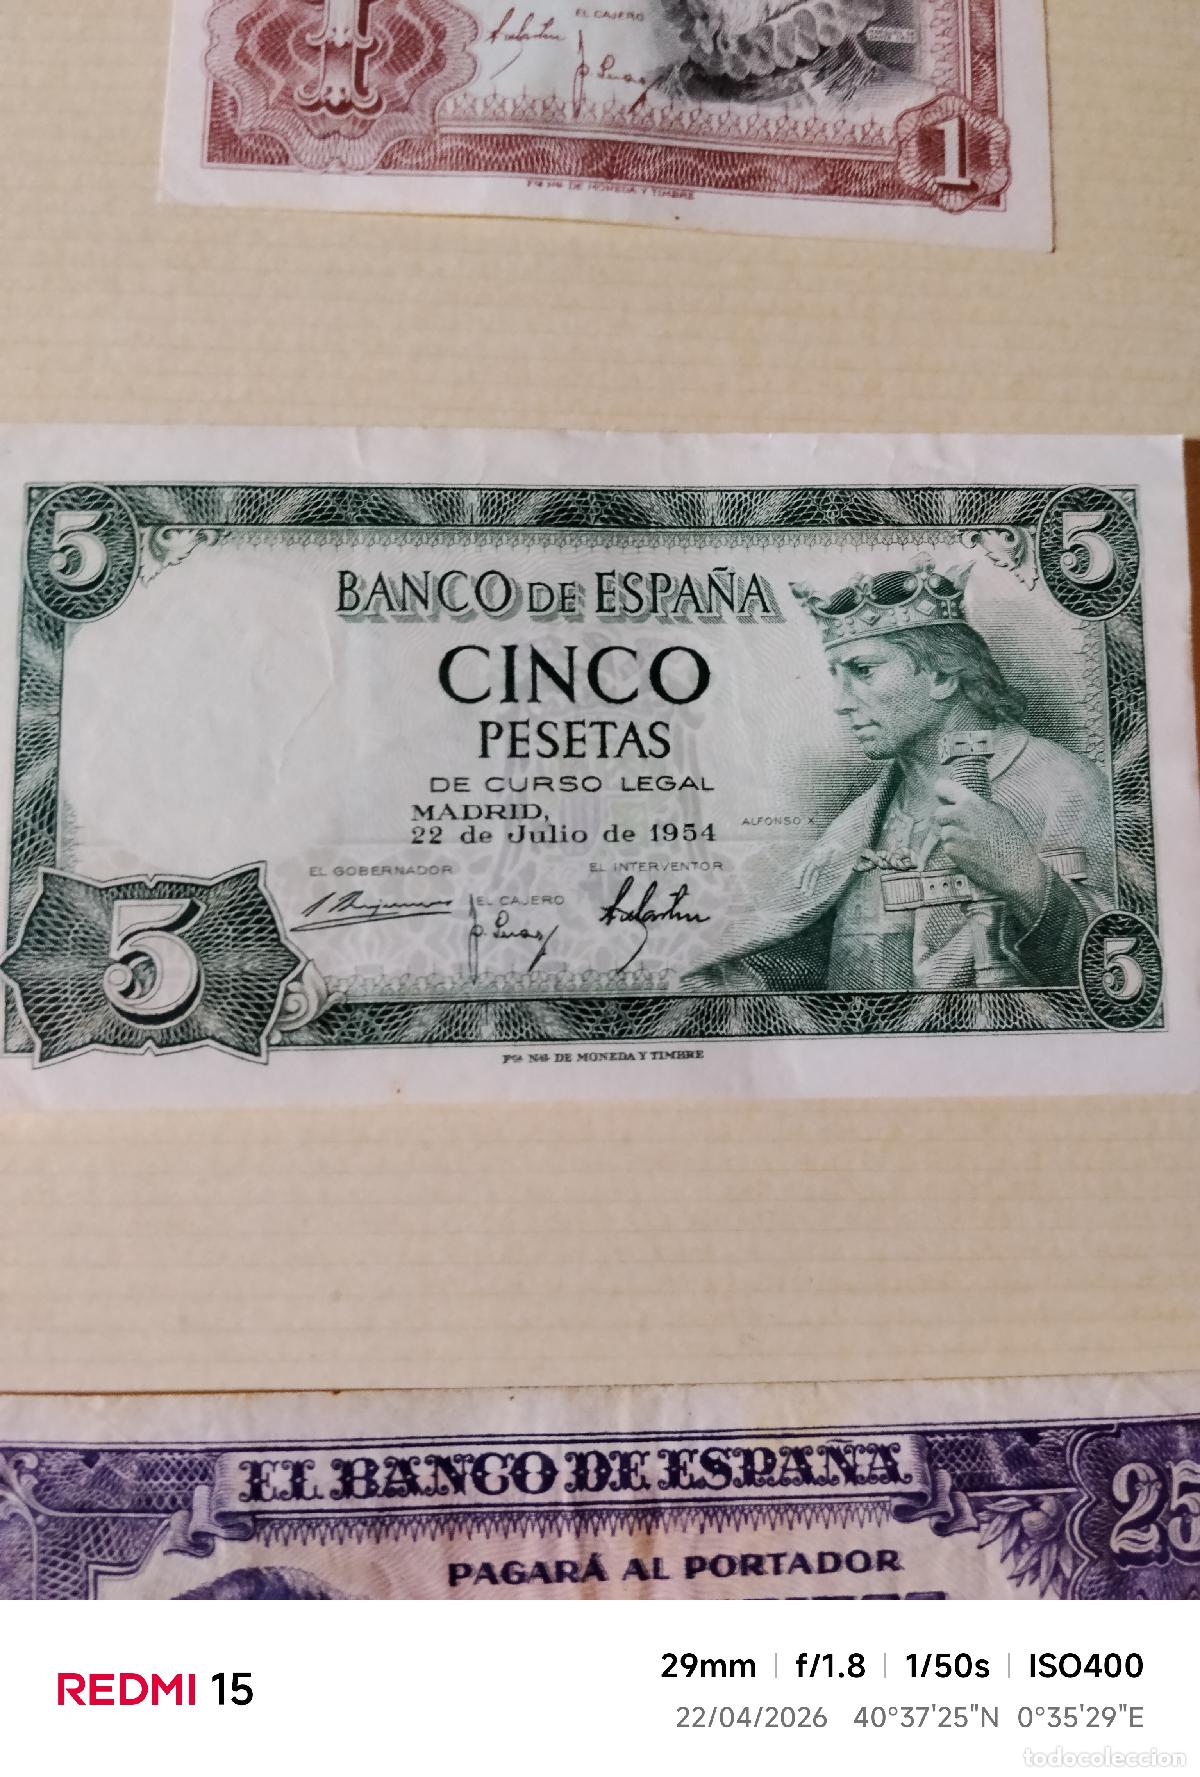 EL CAJERO
1
1
Fca Nal DE MONEDA Y TIMBRE
5
5
BANCO DE ESPAÑA
CINCO
PESETAS
DE CURSO LEGAL
MADRID,
22 de Julio de 1954
ALFONSO X
EL GOBERNADOR
EL INTERVENTOR
EL CAJERO
5
5
Fca Nal DE MONEDA Y TIMBRE
EL BANCO DE ESPAÑA
25
PAGARÁ AL PORTADOR
REDMI 15
29mm | f/1.8 | 1/50s | ISO400
22/04/2026 40°37'25"N 0°35'29"E
todocoleccion